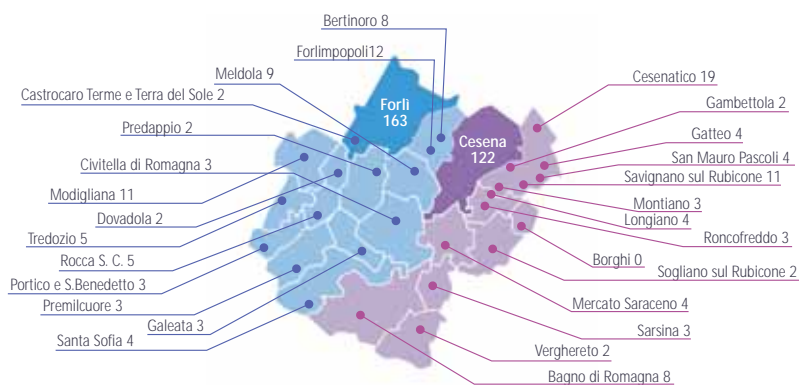 Bertinoro 8
Forlimpopoli12
Meldola 9
Castrocaro Terme e Terra del Sole 2
Predappio 2
Civitella di Romagna 3
Modigliana 11
Dovadola 2
Tredozio 5
Rocca S. C. 5
Portico e S.Benedetto 3
Premilcuore 3
Galeata 3
Santa Sofia 4
Forlì
163
Cesena
122
Cesenatico 19
Gambettola 2
Gatteo 4
San Mauro Pascoli 4
Savignano sul Rubicone 11
Montiano 3
Longiano 4
Roncofreddo 3
Borghi 0
Sogliano sul Rubicone 2
Mercato Saraceno 4
Sarsina 3
Verghereto 2
Bagno di Romagna 8